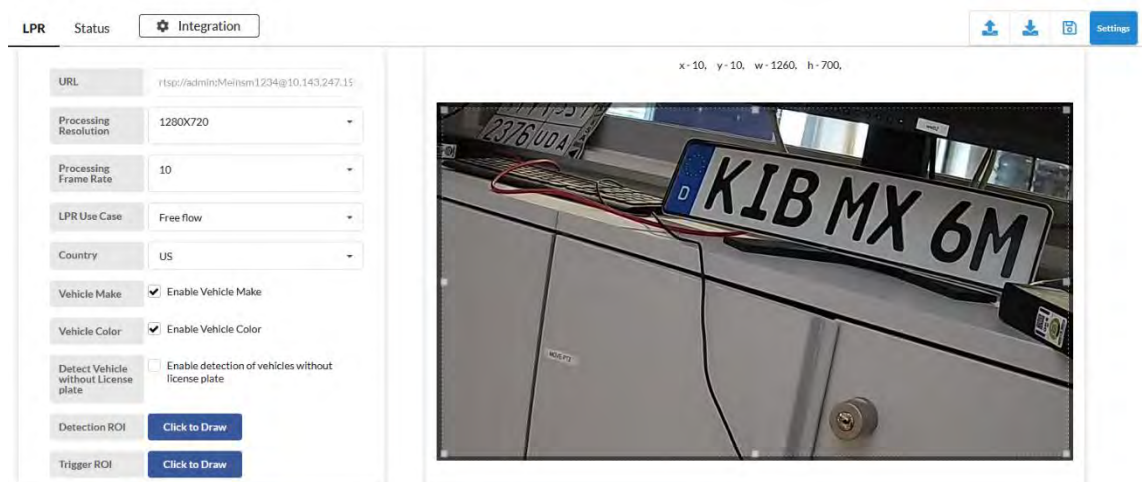 LPR Status Integration Settings
x - 10, y - 10, w - 1260, h - 700,
URL rtsp://admin:Meinsm1234@10.143.247.15
Processing Resolution 1280X720
Processing Frame Rate 10
LPR Use Case Free flow
Country US
Vehicle Make Enable Vehicle Make
Vehicle Color Enable Vehicle Color
Detect Vehicle without License plate Enable detection of vehicles without license plate
Detection ROI Click to Draw
Trigger ROI Click to Draw
2376 UDA
D KIB MX 6M
MOVE PTZ